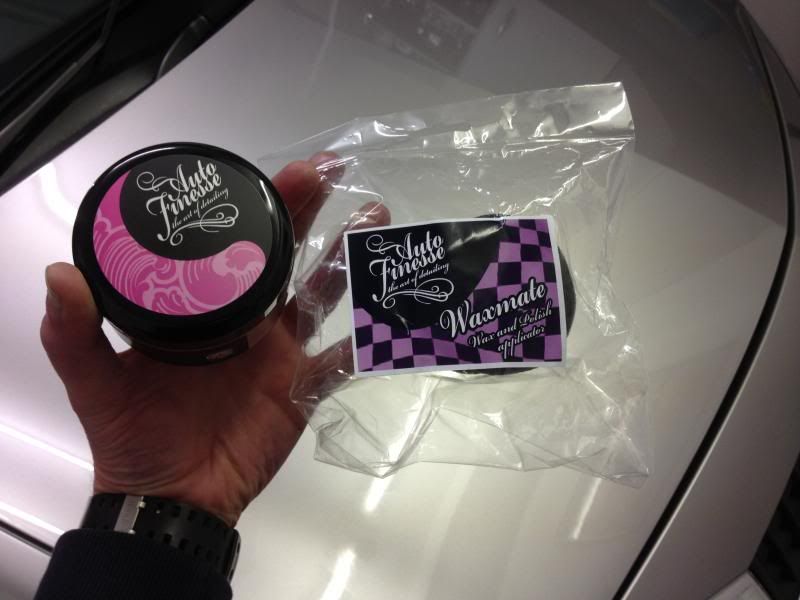 Auto
Finesse
the art of detailing
Auto
Finesse
the art of detailing
Waxmate
Wax and Polish
applicator